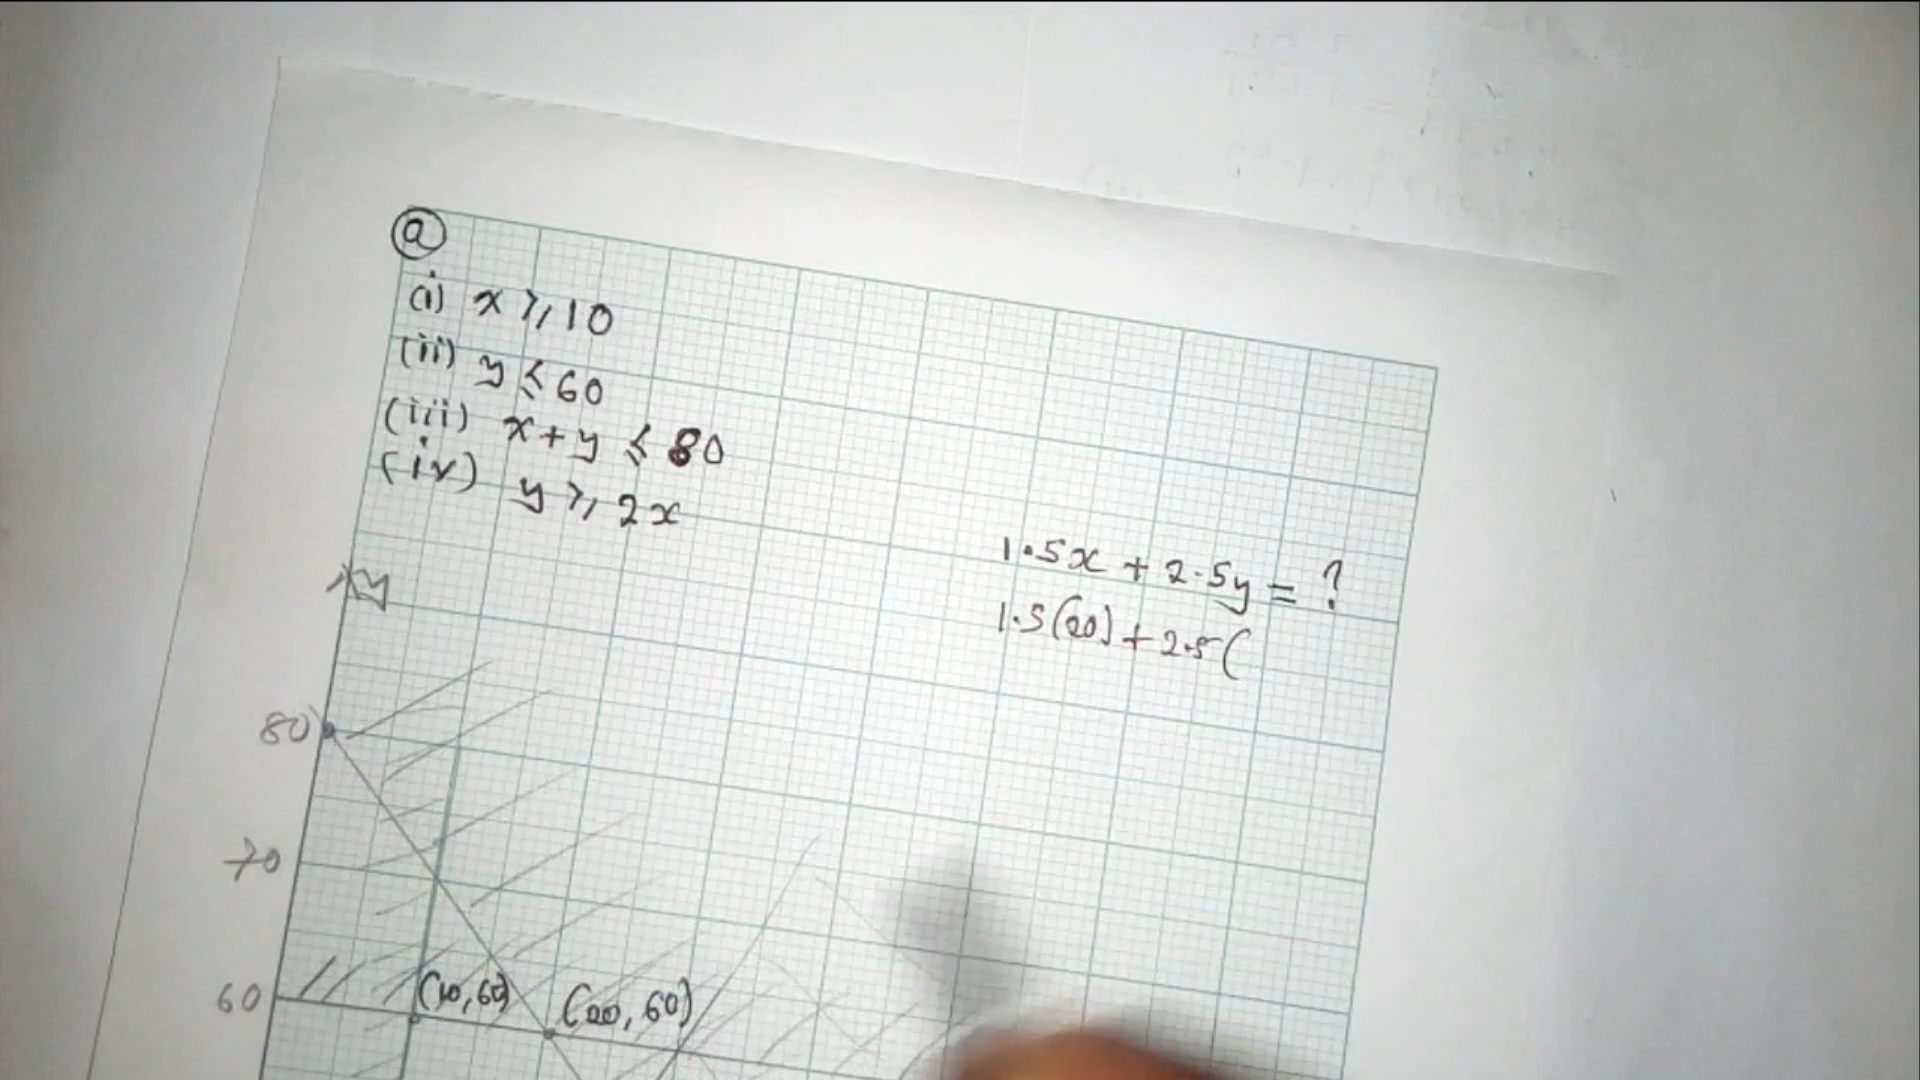 (a)
(i) x ⩾ 10
(ii) y ⩽ 60
(iii) x + y ⩽ 80
(iv) y ⩾ 2x
1.5x + 2.5y = ?
1.5(20) + 2.5(
y
80
70
60
(10, 60)
(20, 60)